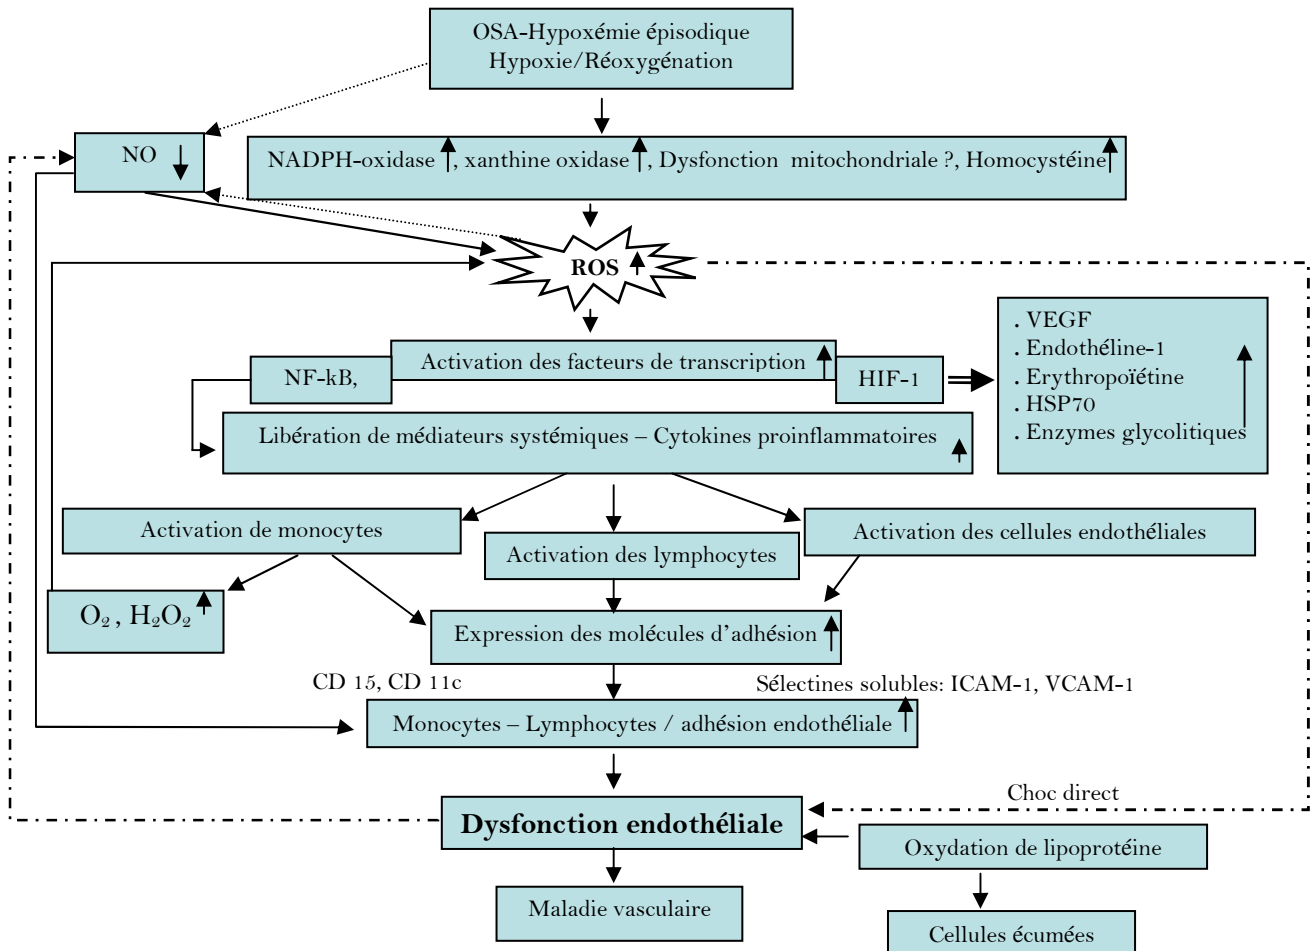 OSA-Hypoxémie épisodique
Hypoxie/Réoxygénation
NO
NADPH-oxidase , xanthine oxidase , Dysfonction mitochondriale ?, Homocystéine
ROS
. VEGF
. Endothéline-1
. Erythropoïétine
. HSP70
. Enzymes glycolitiques
Activation des facteurs de transcription
NF-kB,
HIF-1
Libération de médiateurs systémiques – Cytokines proinflammatoires
Activation de monocytes
Activation des lymphocytes
Activation des cellules endothéliales
O₂ , H₂O₂
Expression des molécules d’adhésion
CD 15, CD 11c
Sélectines solubles: ICAM-1, VCAM-1
Monocytes – Lymphocytes / adhésion endothéliale
Choc direct
Dysfonction endothéliale
Oxydation de lipoprotéine
Maladie vasculaire
Cellules écumées